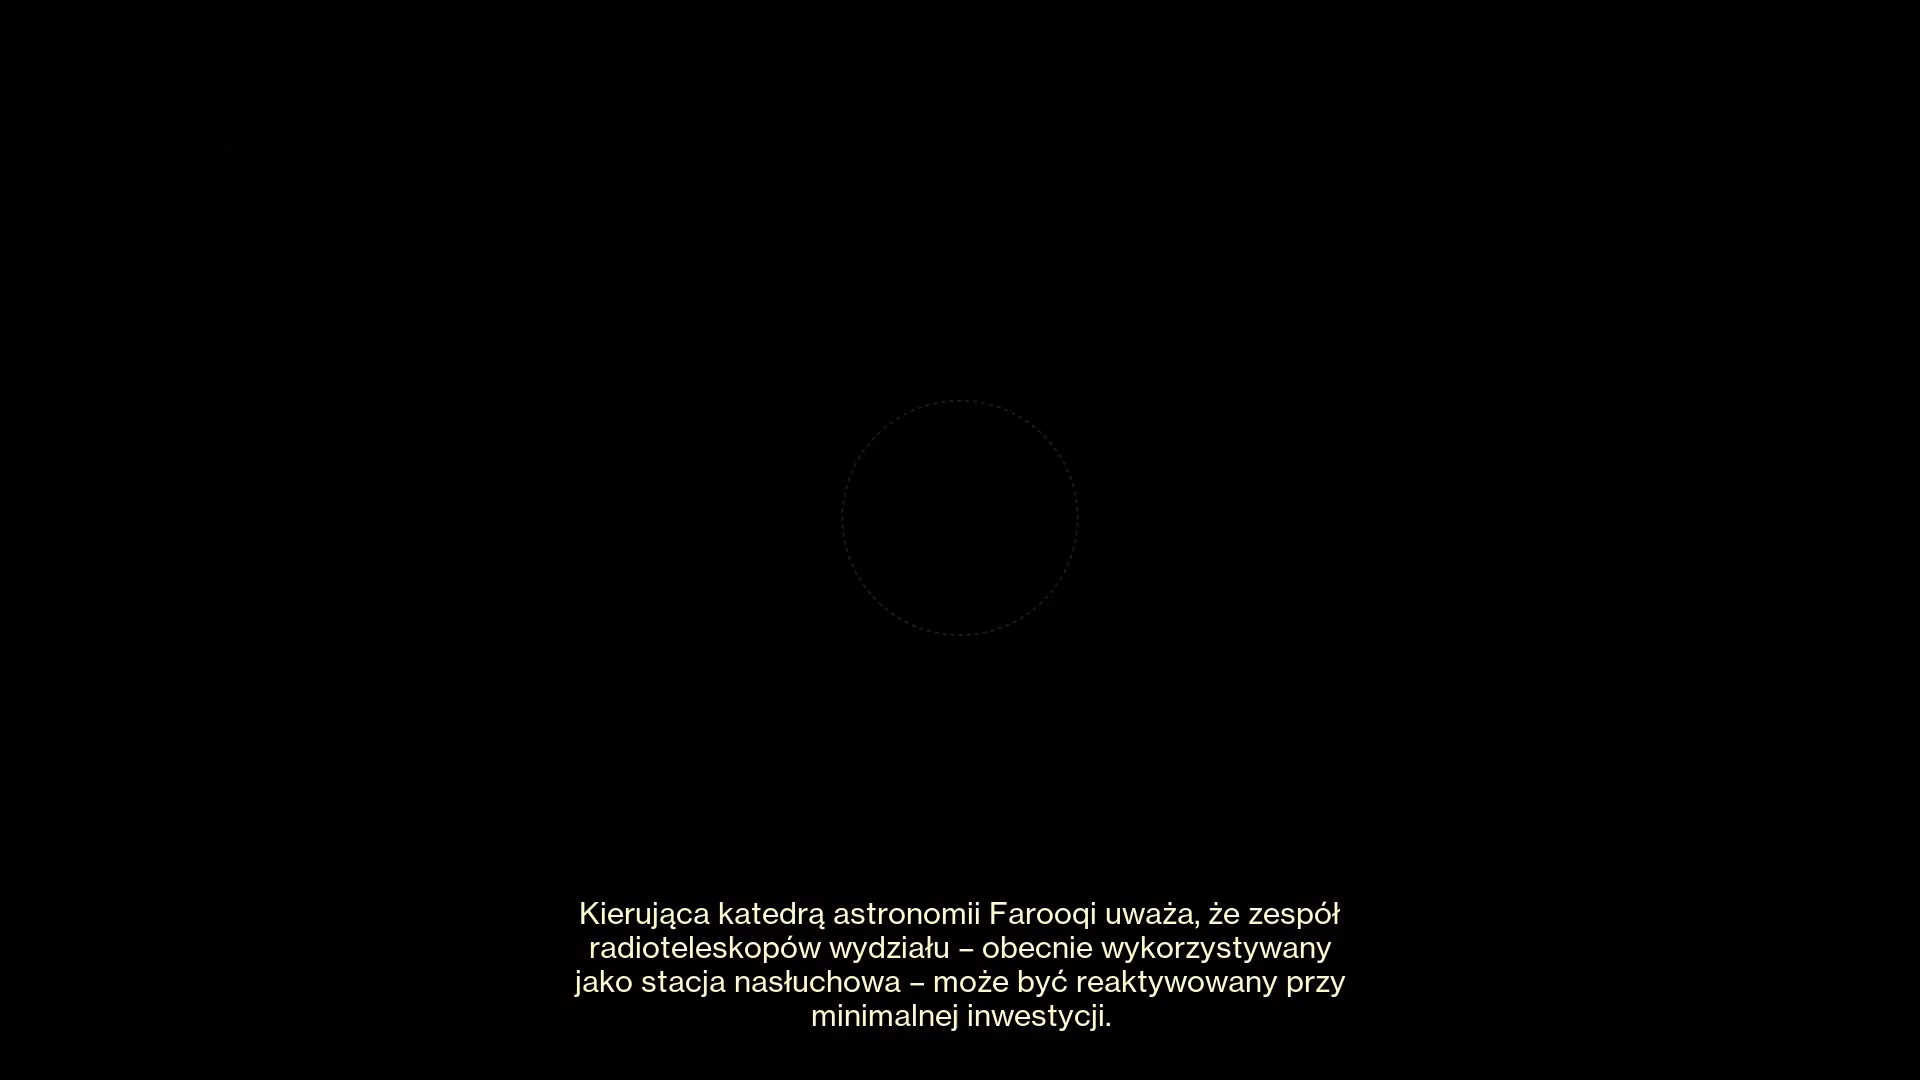 Kierująca katedrą astronomii Farooqi uważa, że zespół
radioteleskopów wydziału – obecnie wykorzystywany
jako stacja nasłuchowa – może być reaktywowany przy
minimalnej inwestycji.